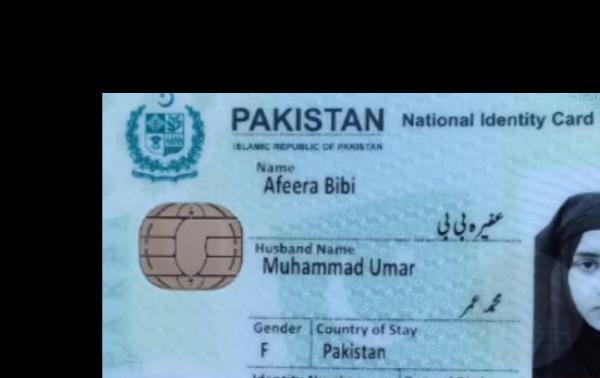 PAKISTAN National Identity Card
ISLAMIC REPUBLIC OF PAKISTAN
Name
Afeera Bibi
عفیرہ بی بی
Husband Name
Muhammad Umar
محمد عمر
Gender Country of Stay
F Pakistan